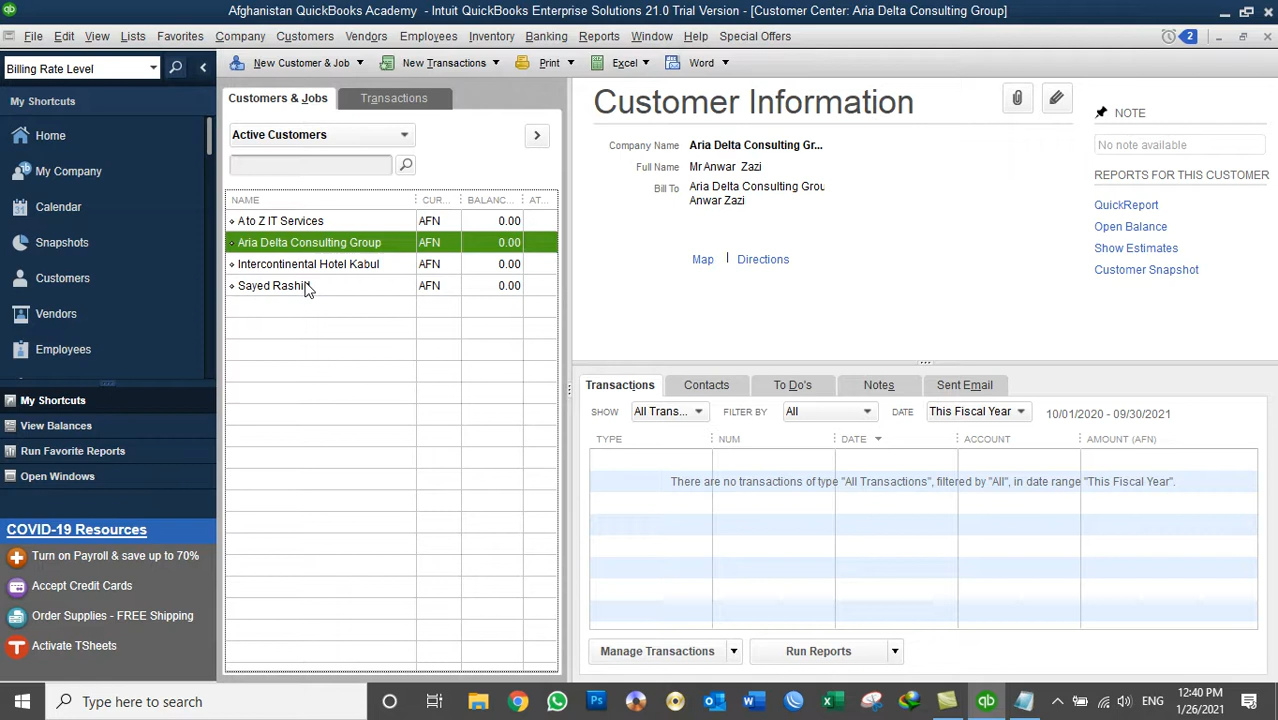 Afghanistan QuickBooks Academy - Intuit QuickBooks Enterprise Solutions 21.0 Trial Version - [Customer Center: Aria Delta Consulting Group]
File Edit View Lists Favorites Company Customers Vendors Employees Inventory Banking Reports Window Help Special Offers 2
Billing Rate Level
New Customer & Job New Transactions Print Excel Word
My Shortcuts
Home
My Company
Calendar
Snapshots
Customers
Vendors
Employees
My Shortcuts
View Balances
Run Favorite Reports
Open Windows
COVID-19 Resources
Turn on Payroll & save up to 70%
Accept Credit Cards
Order Supplies - FREE Shipping
Activate TSheets
Customers & Jobs Transactions
Active Customers
NAME CUR... BALANC... AT...
A to Z IT Services AFN 0.00
Aria Delta Consulting Group AFN 0.00
Intercontinental Hotel Kabul AFN 0.00
Sayed Rashi AFN 0.00
Customer Information
Company Name Aria Delta Consulting Gr...
Full Name Mr Anwar Zazi
Bill To Aria Delta Consulting Grou
Anwar Zazi
Map | Directions
NOTE
No note available
REPORTS FOR THIS CUSTOMER
QuickReport
Open Balance
Show Estimates
Customer Snapshot
Transactions Contacts To Do's Notes Sent Email
SHOW All Trans... FILTER BY All DATE This Fiscal Year 10/01/2020 - 09/30/2021
TYPE NUM DATE ACCOUNT AMOUNT (AFN)
There are no transactions of type "All Transactions", filtered by "All", in date range "This Fiscal Year".
Manage Transactions Run Reports
Type here to search
ENG
12:40 PM
1/26/2021